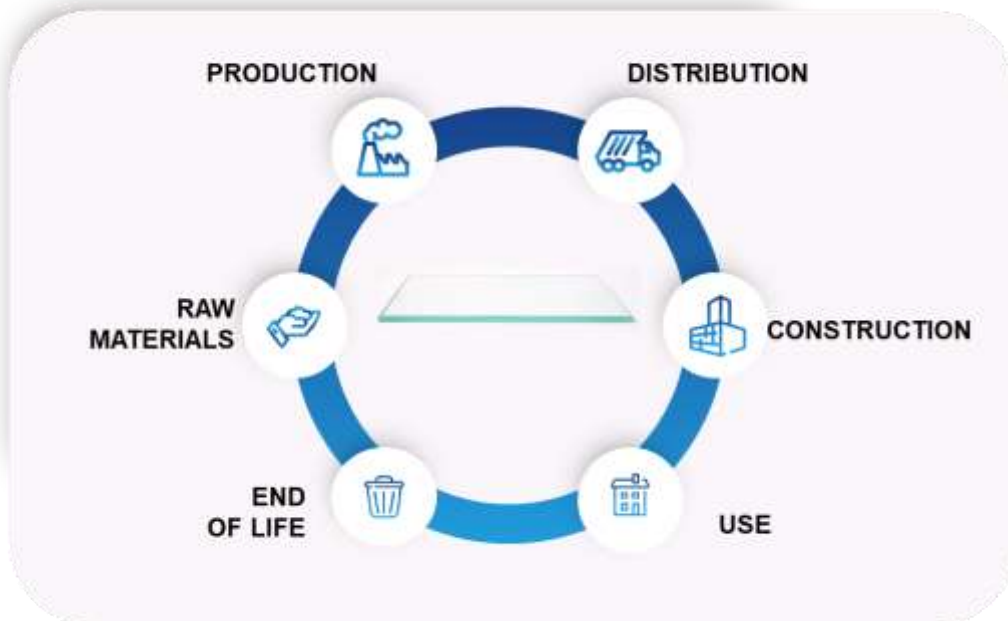 PRODUCTION
DISTRIBUTION
RAW
MATERIALS
CONSTRUCTION
END
OF LIFE
USE